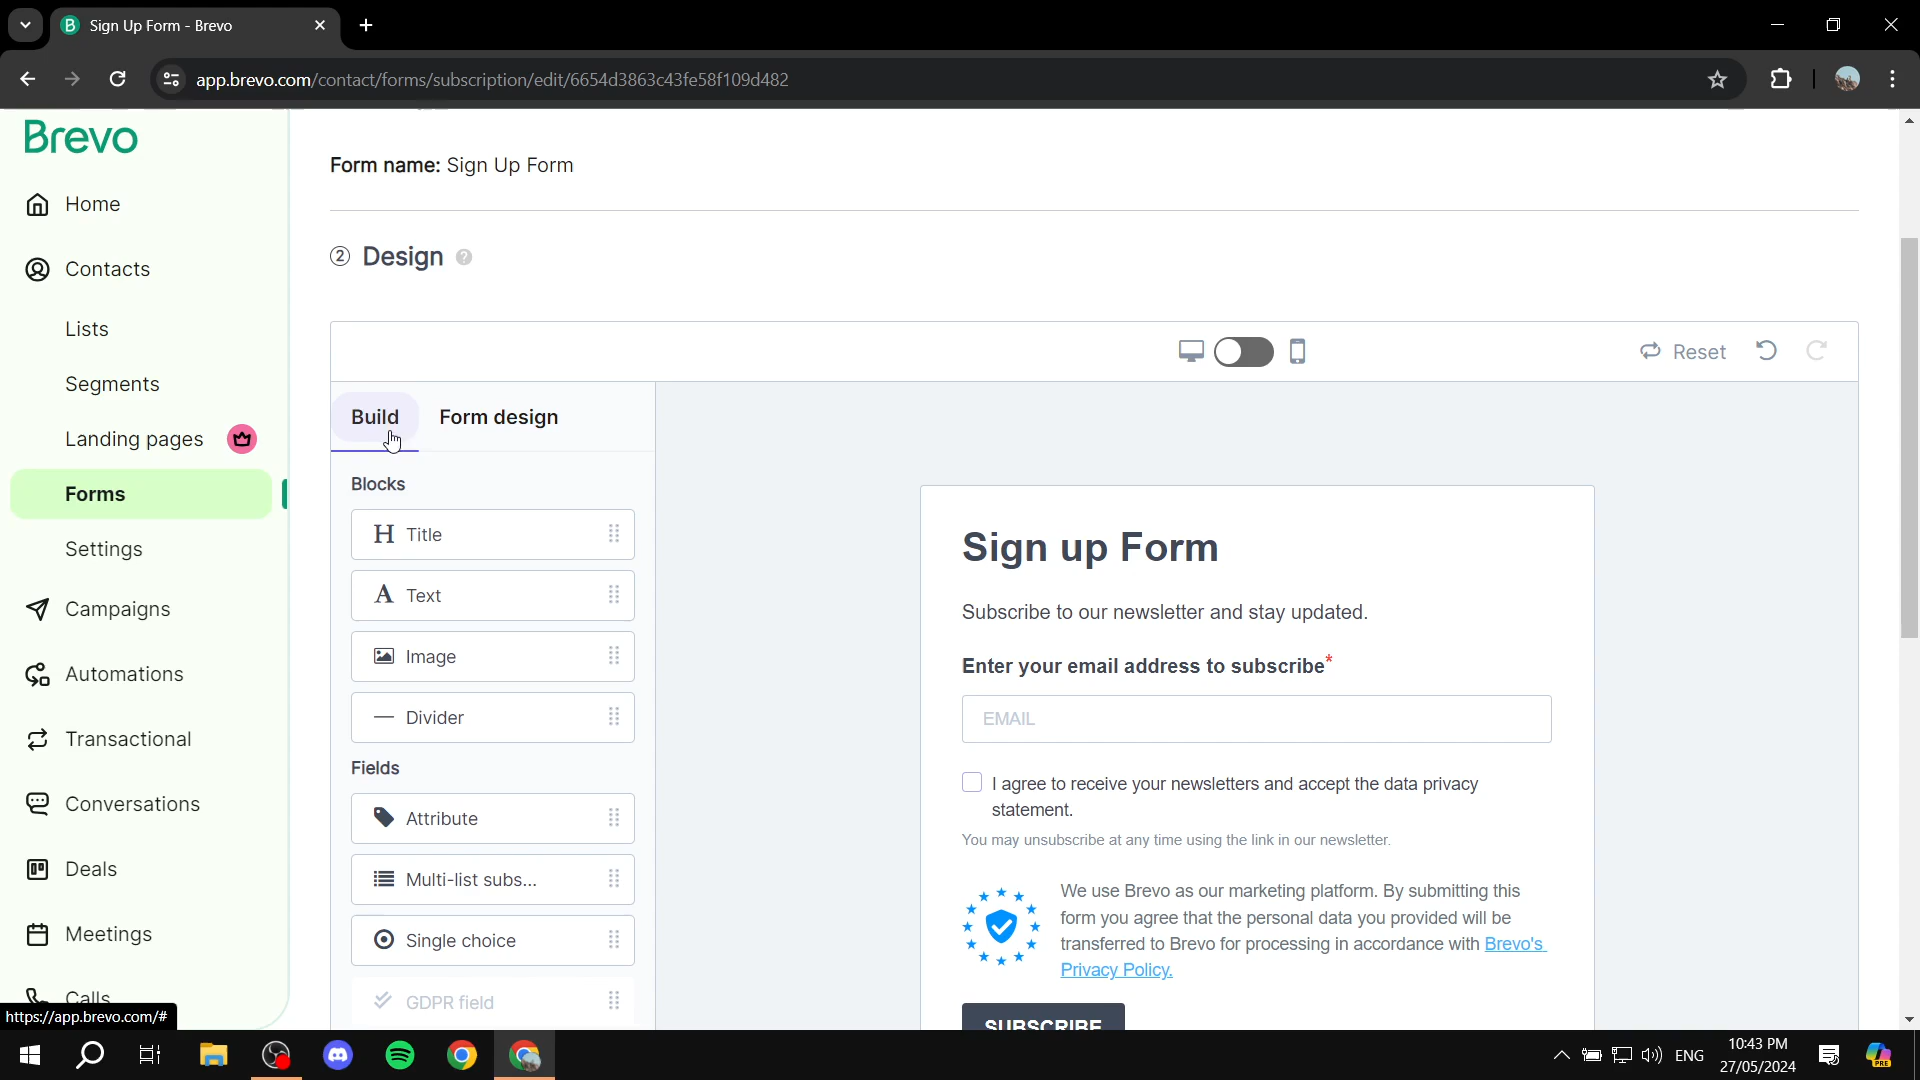 Sign Up Form - Brevo
app.brevo.com/contact/forms/subscription/edit/6654d3863c43fe58f109d482
Brevo
Home
Contacts
Lists
Segments
Landing pages
Forms
Settings
Campaigns
Automations
Transactional
Conversations
Deals
Meetings
Calls
https://app.brevo.com/#
Form name: Sign Up Form
2 Design ?
Reset
Build
Form design
Blocks
H Title
A Text
Image
Divider
Fields
Attribute
Multi-list subs...
Single choice
GDPR field
Sign up Form
Subscribe to our newsletter and stay updated.
Enter your email address to subscribe*
EMAIL
I agree to receive your newsletters and accept the data privacy
statement.
You may unsubscribe at any time using the link in our newsletter.
We use Brevo as our marketing platform. By submitting this
form you agree that the personal data you provided will be
transferred to Brevo for processing in accordance with Brevo's
Privacy Policy.
SUBSCRIBE
ENG
10:43 PM
27/05/2024
PRE